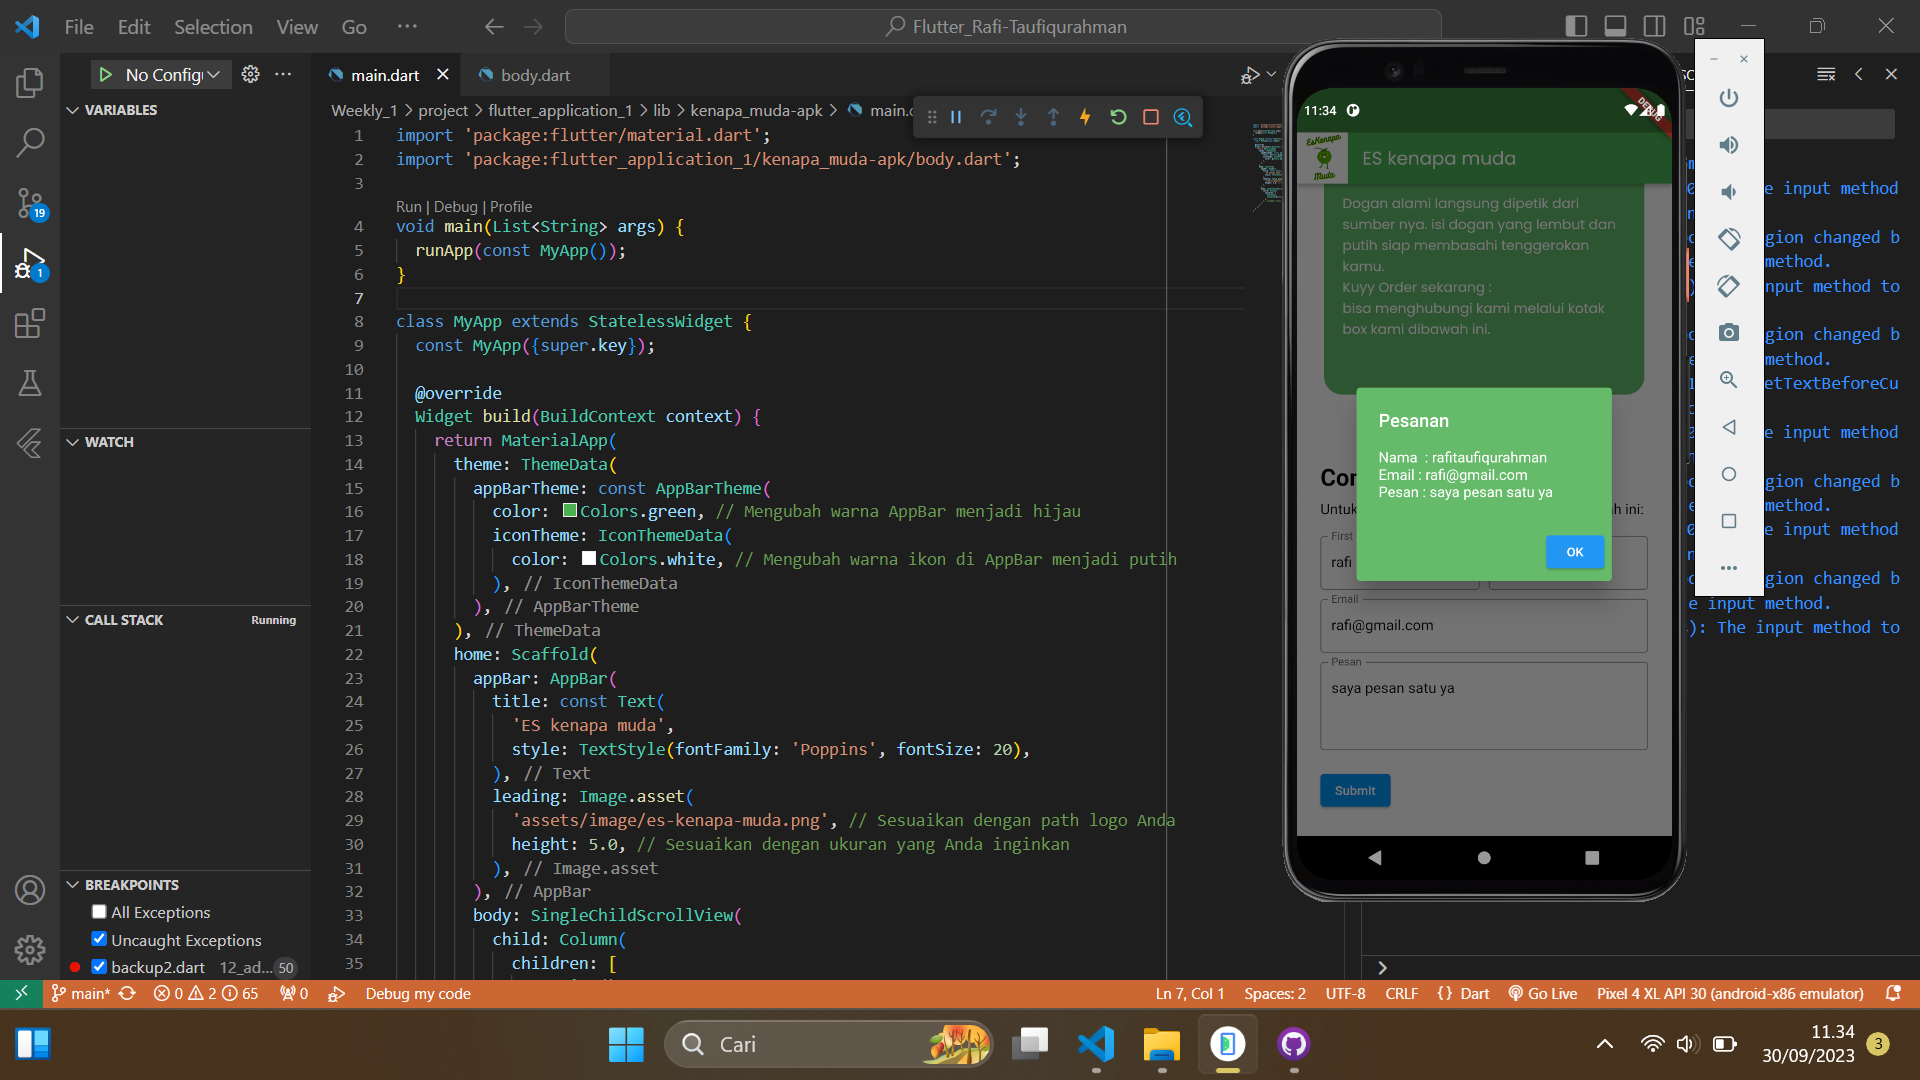 File Edit Selection View Go ···
Flutter_Rafi-Taufiqurahman
No Config
VARIABLES
WATCH
CALL STACK
Running
BREAKPOINTS
All Exceptions
Uncaught Exceptions
backup2.dart 12_ad... 50
19
1
main.dart
body.dart
Weekly_1 > project > flutter_application_1 > lib > kenapa_muda-apk >
1 import 'package:flutter/material.dart';
2 import 'package:flutter_application_1/kenapa_muda-apk/body.dart';
3
Run | Debug | Profile
4 void main(List<String> args) {
5 runApp(const MyApp());
6 }
7
8 class MyApp extends StatelessWidget {
9 const MyApp({super.key});
10
11 @override
12 Widget build(BuildContext context) {
13 return MaterialApp(
14 theme: ThemeData(
15 appBarTheme: const AppBarTheme(
16 color: Colors.green, // Mengubah warna AppBar menjadi hijau
17 iconTheme: IconThemeData(
18 color: Colors.white, // Mengubah warna ikon di AppBar menjadi putih
19 ), // IconThemeData
20 ), // AppBarTheme
21 ), // ThemeData
22 home: Scaffold(
23 appBar: AppBar(
24 title: const Text(
25 'ES kenapa muda',
26 style: TextStyle(fontFamily: 'Poppins', fontSize: 20),
27 ), // Text
28 leading: Image.asset(
29 'assets/image/es-kenapa-muda.png', // Sesuaikan dengan path logo Anda
30 height: 5.0, // Sesuaikan dengan ukuran yang Anda inginkan
31 ), // Image.asset
32 ), // AppBar
33 body: SingleChildScrollView(
34 child: Column(
35 children: [
11:34
DEBUG
EsKenapa
Muda
ES kenapa muda
Dogan alami langsung dipetik dari
sumber nya. isi dogan yang lembut dan
putih siap membasahi tenggerokan
kamu.
Kuyy Order sekarang :
bisa menghubungi kami melalui kotak
box kami dibawah ini.
Pesanan
Nama : rafitaufiqurahman
Email : rafi@gmail.com
Pesan : saya pesan satu ya
OK
Untuk
ini:
First
rafi
Email
rafi@gmail.com
Pesan
saya pesan satu ya
Submit
input method
gion changed b
method.
input method to
gion changed b
method.
etTextBeforeCu
input method
gion changed b
method.
input method
gion changed b
e input method.
): The input method to
main* 0 2 65 0 Debug my code
Ln 7, Col 1 Spaces: 2 UTF-8 CRLF {} Dart Go Live Pixel 4 XL API 30 (android-x86 emulator)
Cari
11.34
30/09/2023
3